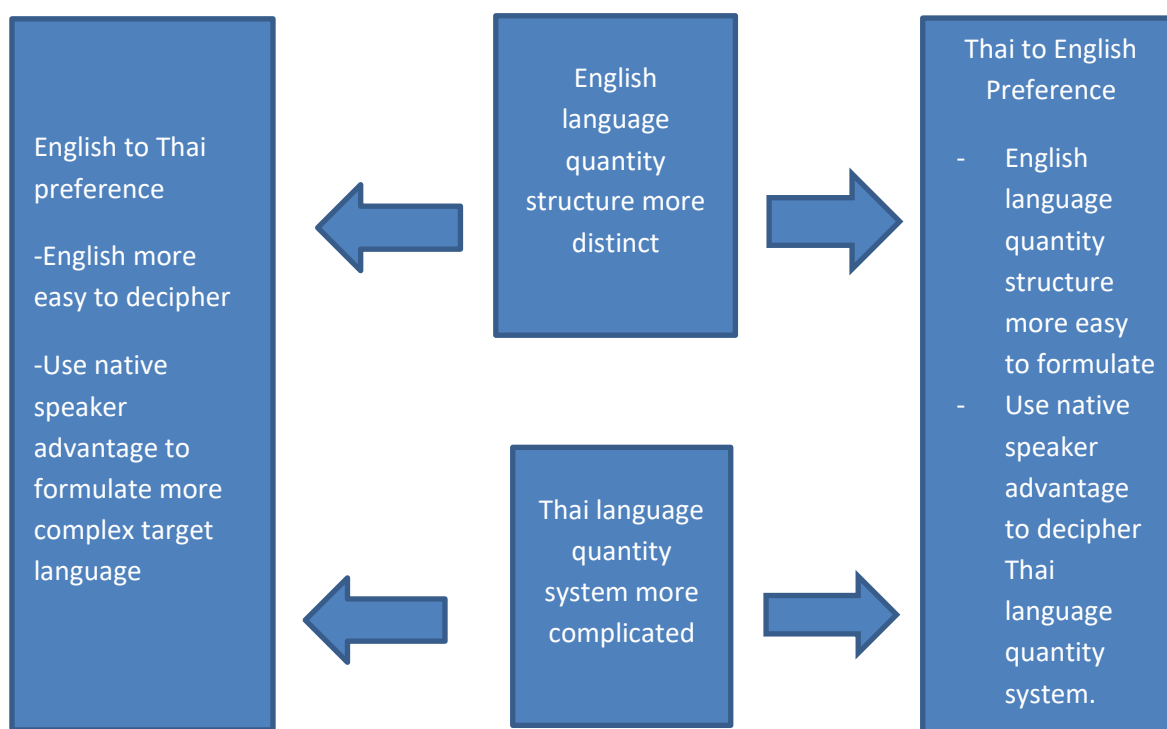 English to Thai
preference
-English more
easy to decipher
-Use native
speaker
advantage to
formulate more
complex target
language
English
language
quantity
structure more
distinct
Thai language
quantity
system more
complicated
Thai to English
Preference
- English
language
quantity
structure
more easy
to formulate
- Use native
speaker
advantage
to decipher
Thai
language
quantity
system.